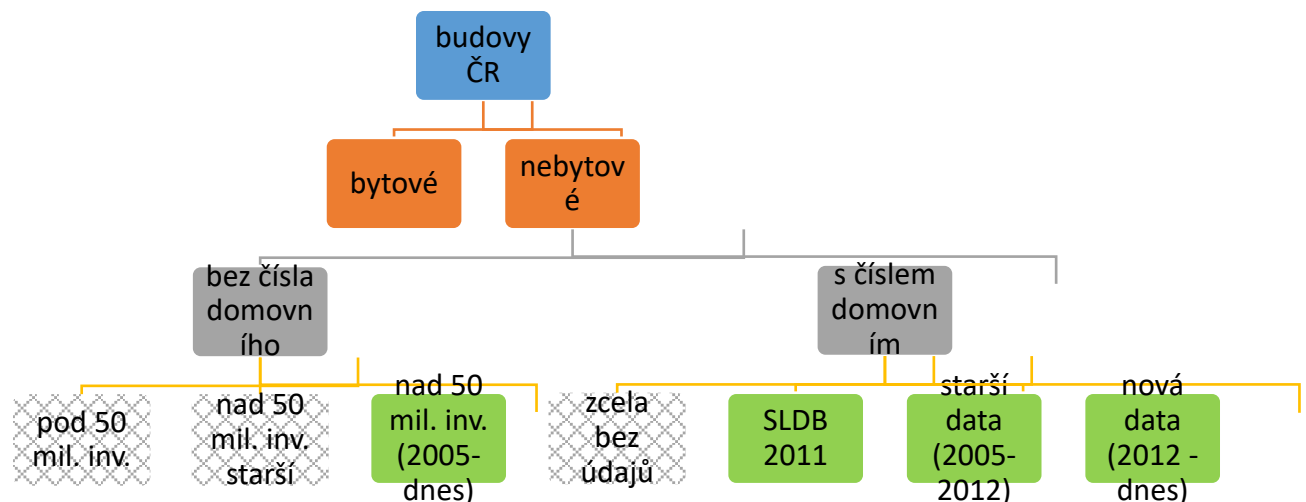 budovy
ČR
bytové
nebytov
é
bez čísla
domovn
ího
s číslem
domovn
ím
pod 50
mil. inv.
nad 50
mil. inv.
starší
nad 50
mil. inv.
(2005-
dnes)
zcela
bez
údajů
SLDB
2011
starší
data
(2005-
2012)
nová
data
(2012 -
dnes)